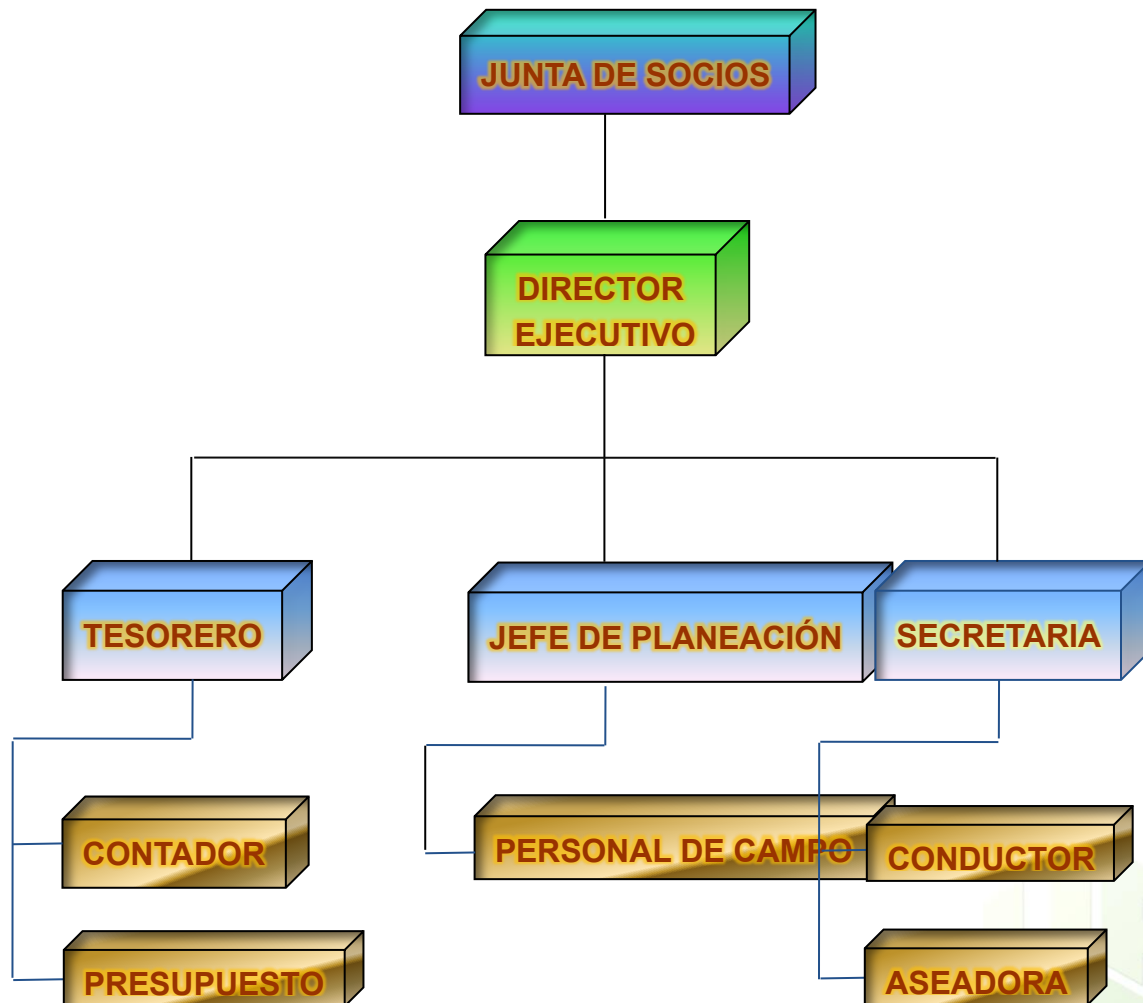 JUNTA DE SOCIOS
DIRECTOR
EJECUTIVO
TESORERO
JEFE DE PLANEACIÓN
SECRETARIA
CONTADOR
PERSONAL DE CAMPO
CONDUCTOR
PRESUPUESTO
ASEADORA